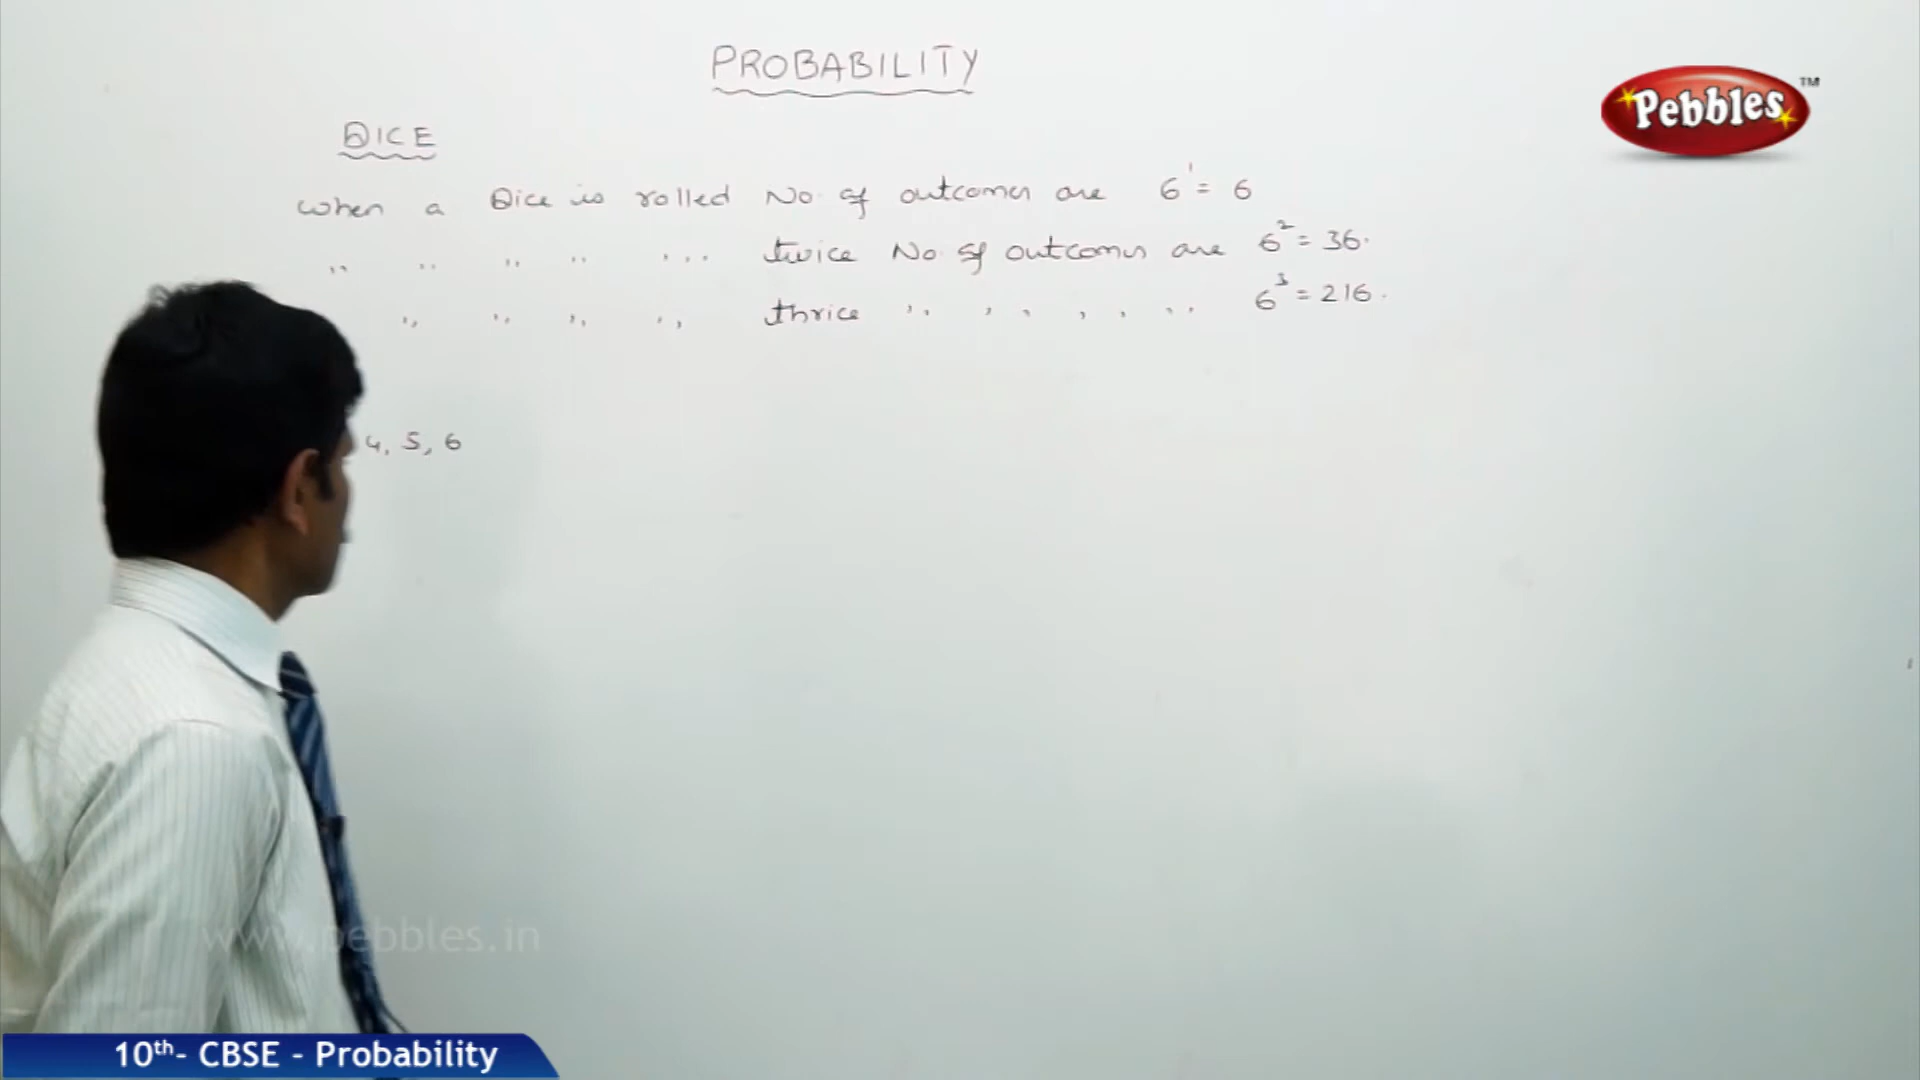 PROBABILITY
Pebbles TM
DICE
When a Dice is rolled No. of outcomes are 6¹ = 6
,, ,, ,, ,, ,,, twice No. of outcomes are 6² = 36.
,, ,, ,, ,, thrice ,, ,, ,, ,, 6³ = 216.
4, 5, 6
www.pebbles.in
10th- CBSE - Probability